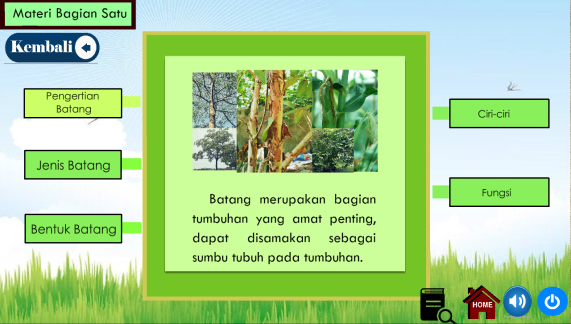 Materi Bagian Satu
Kembali
Pengertian
Batang
Jenis Batang
Bentuk Batang
Batang merupakan bagian
tumbuhan yang amat penting,
dapat disamakan sebagai
sumbu tubuh pada tumbuhan.
Ciri-ciri
Fungsi
HOME